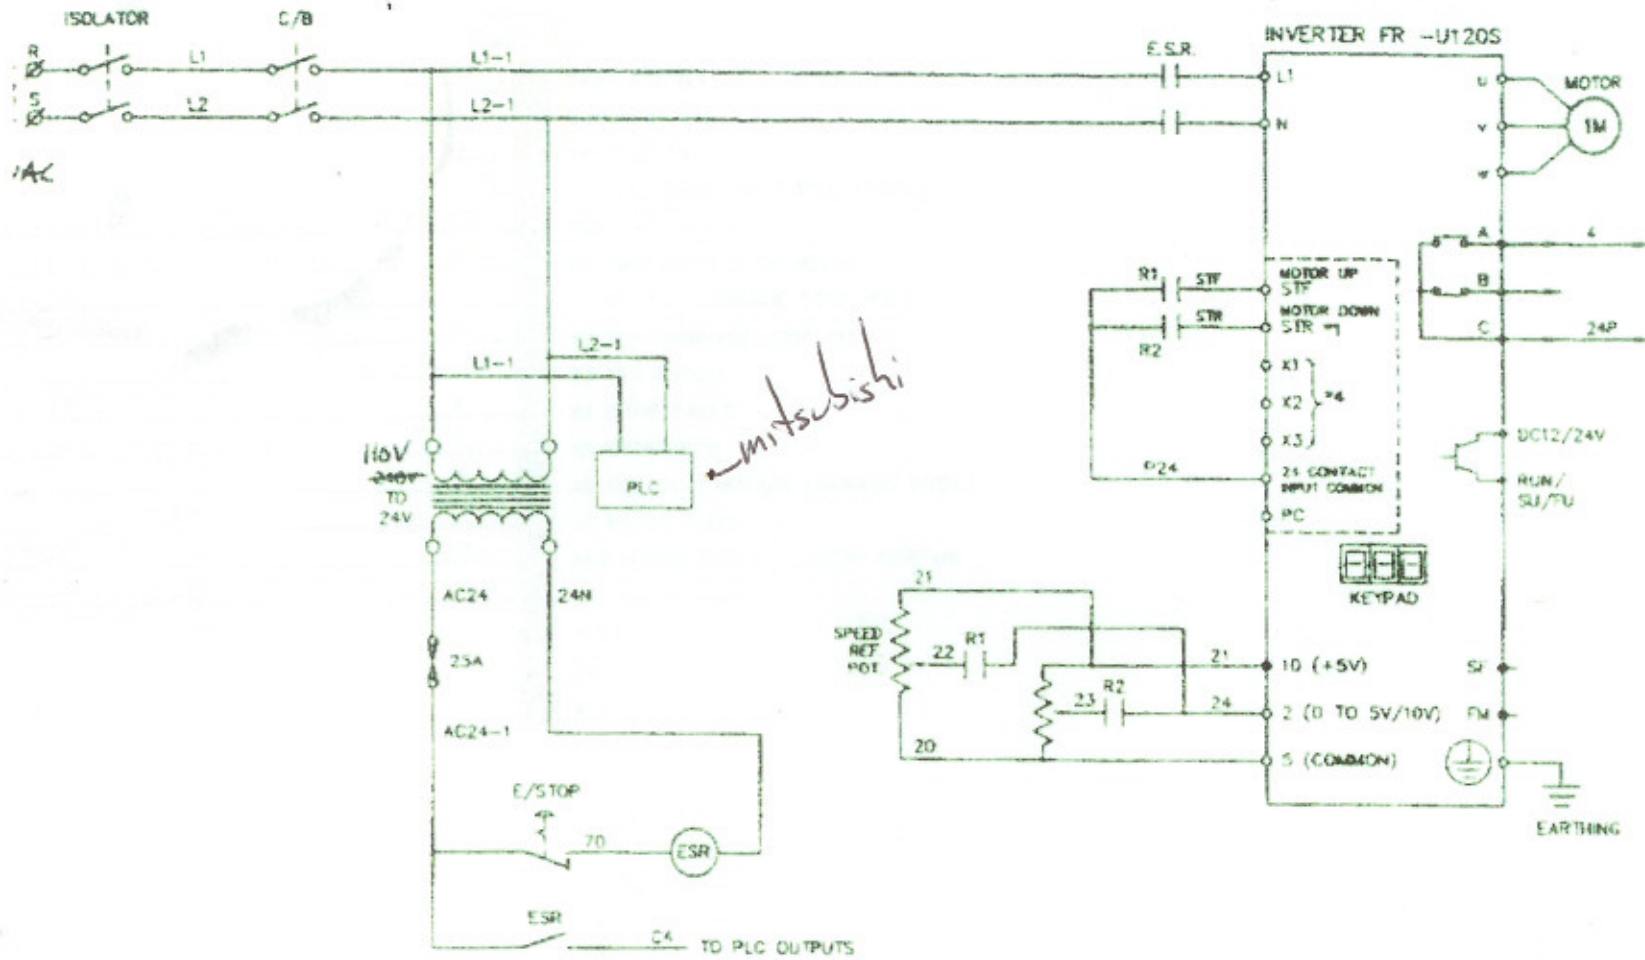 ISOLATOR
C/B
R
L1
L1-1
S
L2
L2-1
AC
E.S.R.
INVERTER FR -U120S
L1
N
U
V
W
MOTOR
1M
A
4
B
C
24P
R1
STF
MOTOR UP
STF
STR
MOTOR DOWN
STR
R2
X1
X2
*4
X3
P24
24 CONTACT
INPUT COMMON
PC
DC12/24V
RUN/
SU/FU
KEYPAD
L2-1
L1-1
mitsubishi
110V
240V
TO
24V
PLC
AC24
24N
25A
AC24-1
E/STOP
70
ESR
ESR
C4
TO PLC OUTPUTS
21
SPEED
REF
POT
22
R1
23
R2
20
21
10 (+5V)
24
2 (0 TO 5V/10V)
5 (COMMON)
SF
FM
EARTHING